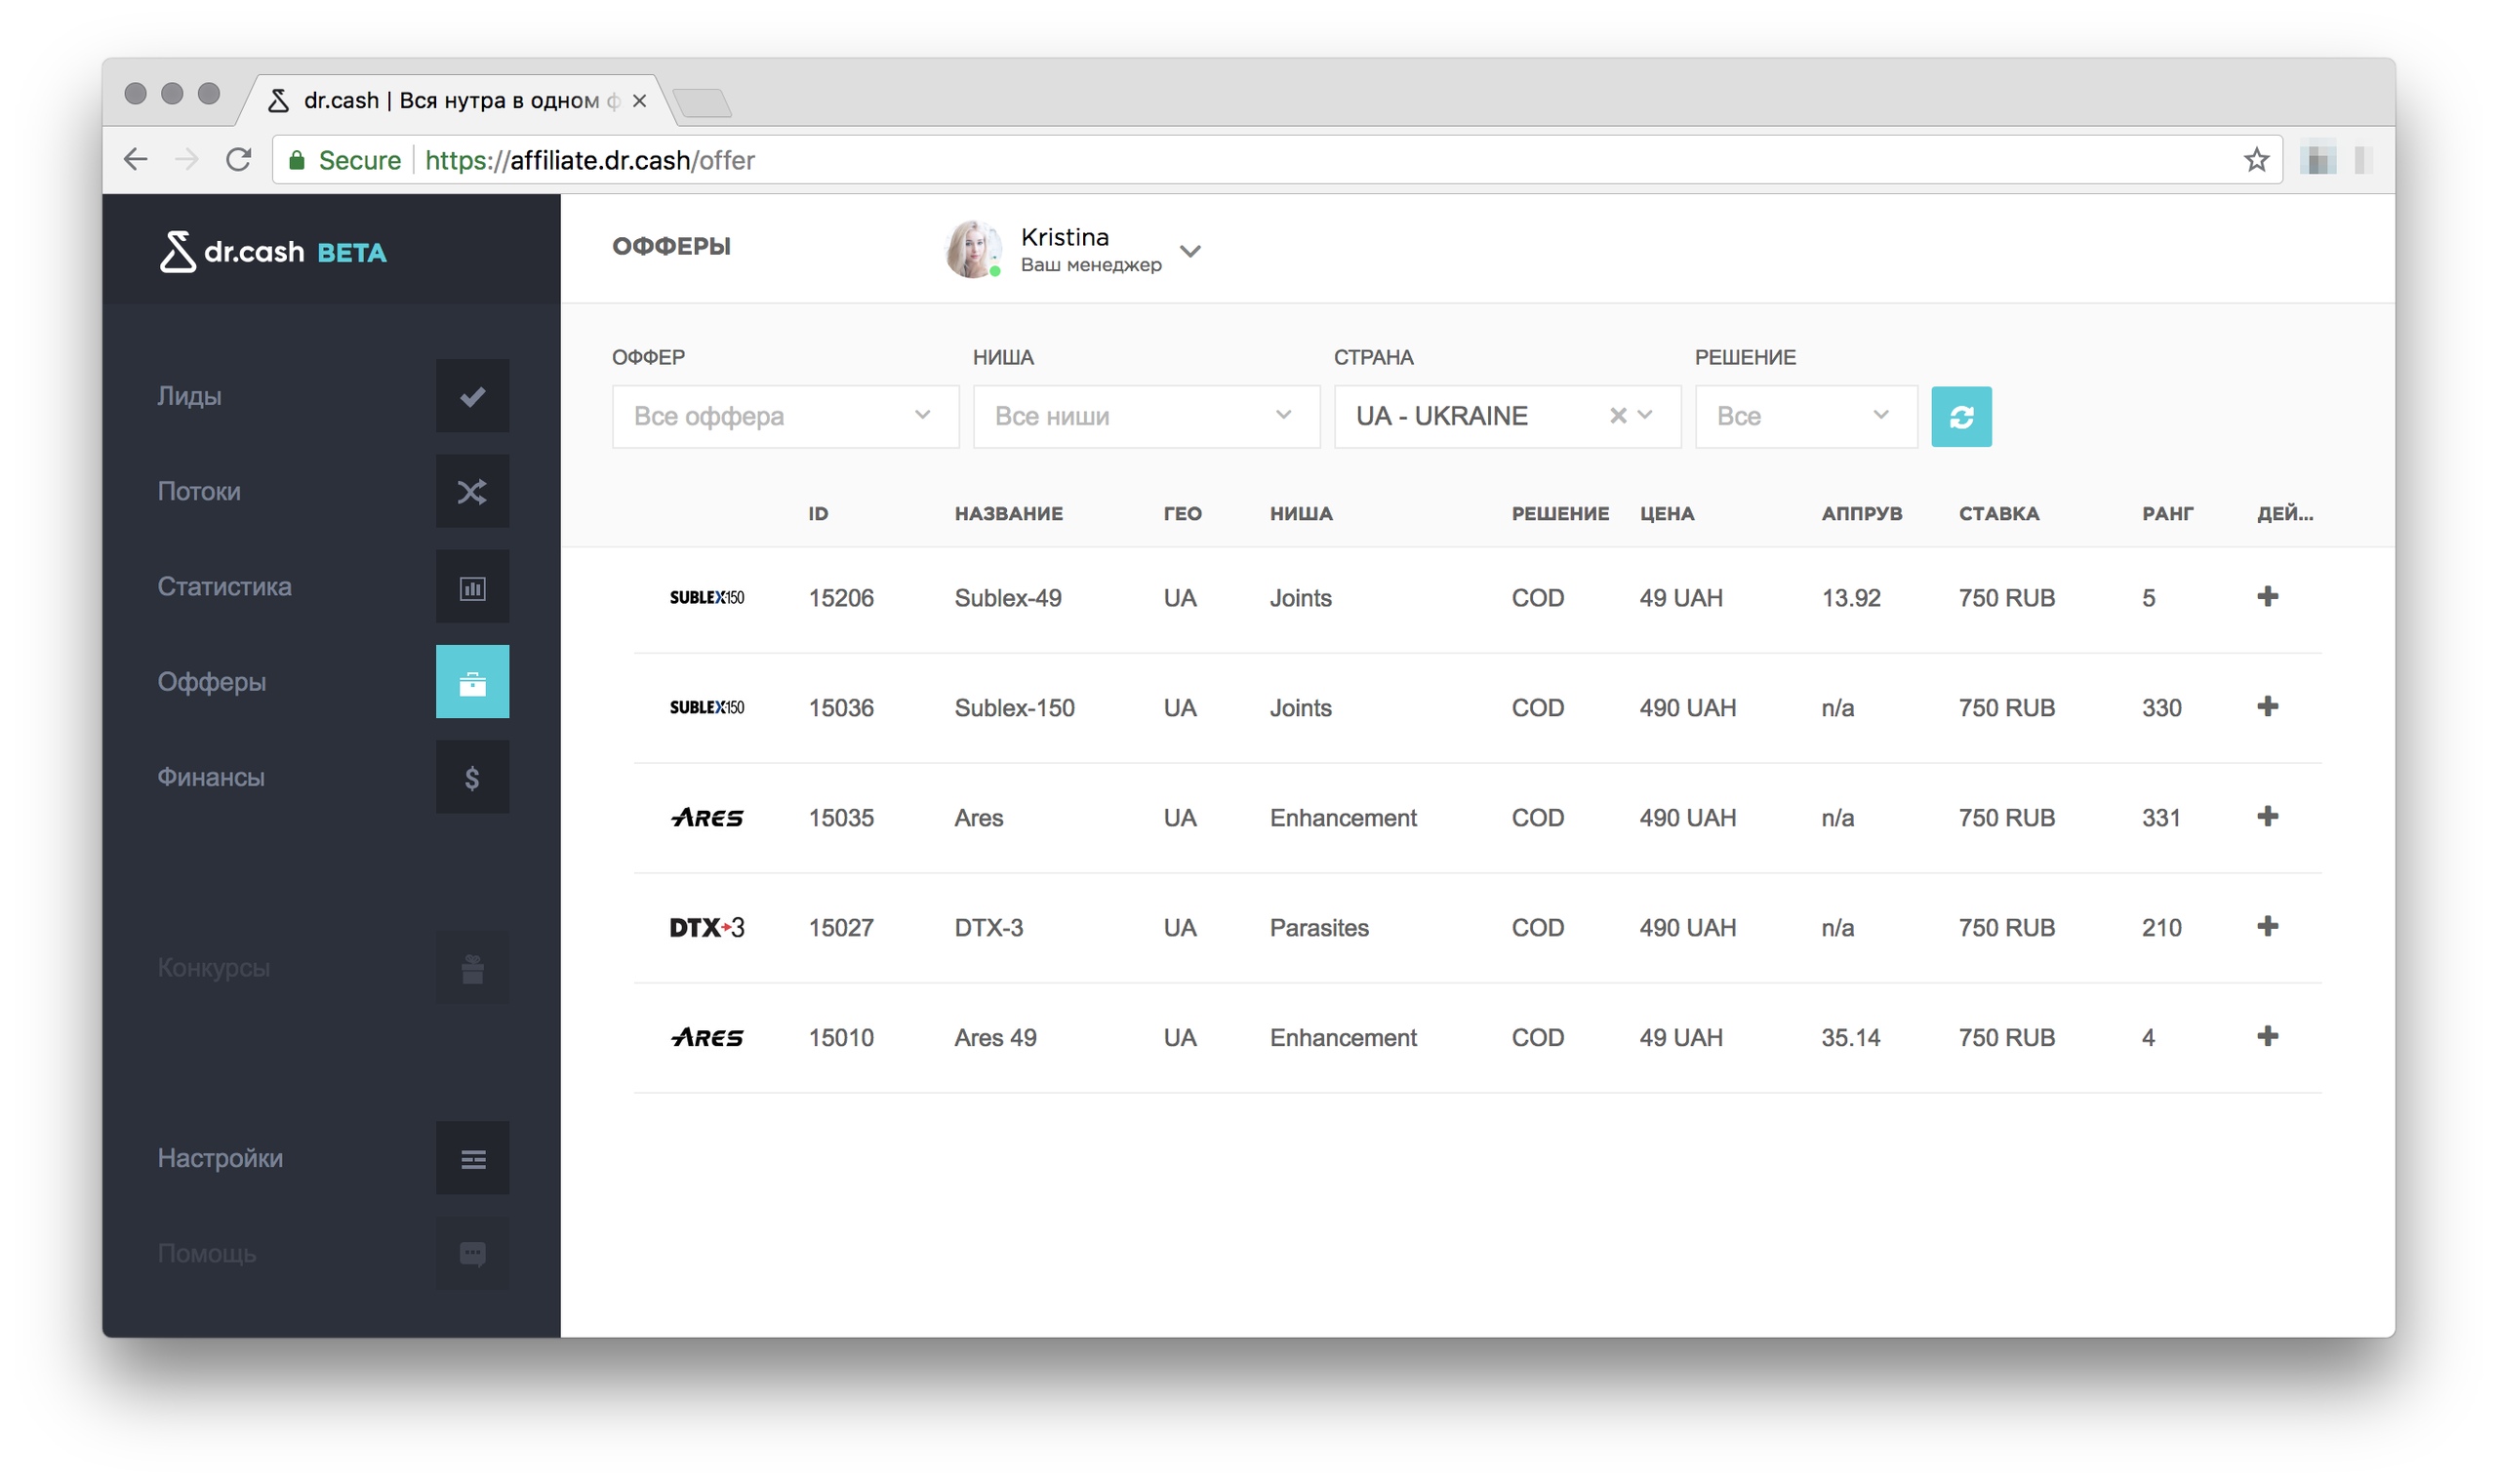 dr.cash | Вся нутра в одном ф
Secure https://affiliate.dr.cash/offer
dr.cash BETA
ОФФЕРЫ
Kristina
Ваш менеджер
Лиды
Потоки
Статистика
Офферы
Финансы
Конкурсы
Настройки
Помощь
ОФФЕР НИША СТРАНА РЕШЕНИЕ
Все оффера Все ниши UA - UKRAINE Все
ID НАЗВАНИЕ ГЕО НИША РЕШЕНИЕ ЦЕНА АППРУВ СТАВКА РАНГ ДЕЙ...
SUBLEX150 15206 Sublex-49 UA Joints COD 49 UAH 13.92 750 RUB 5
SUBLEX150 15036 Sublex-150 UA Joints COD 490 UAH n/a 750 RUB 330
ARES 15035 Ares UA Enhancement COD 490 UAH n/a 750 RUB 331
DTX3 15027 DTX-3 UA Parasites COD 490 UAH n/a 750 RUB 210
ARES 15010 Ares 49 UA Enhancement COD 49 UAH 35.14 750 RUB 4